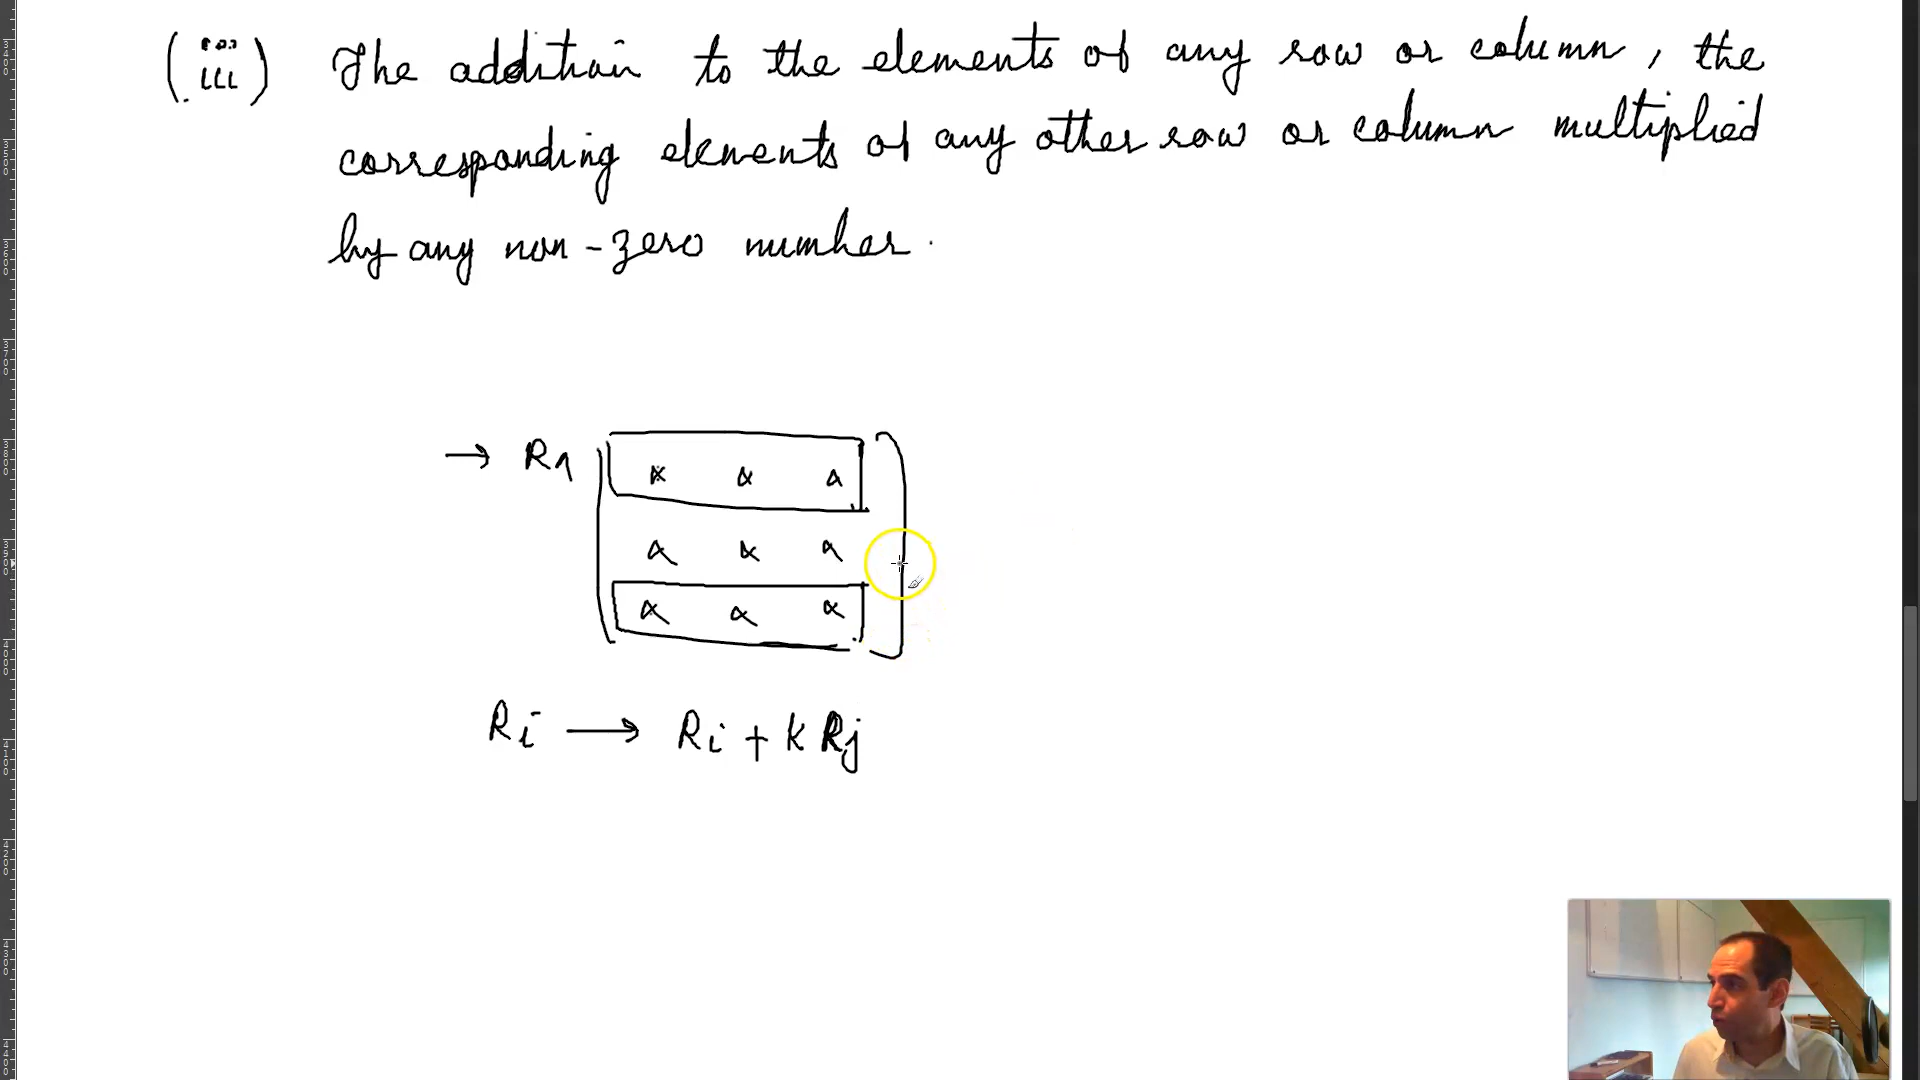 (iii) The addition to the elements of any row or column, the
corresponding elements of any other row or column multiplied
by any non-zero number.
→ R1 x x x
x x x
x x x
Ri → Ri + k Rj